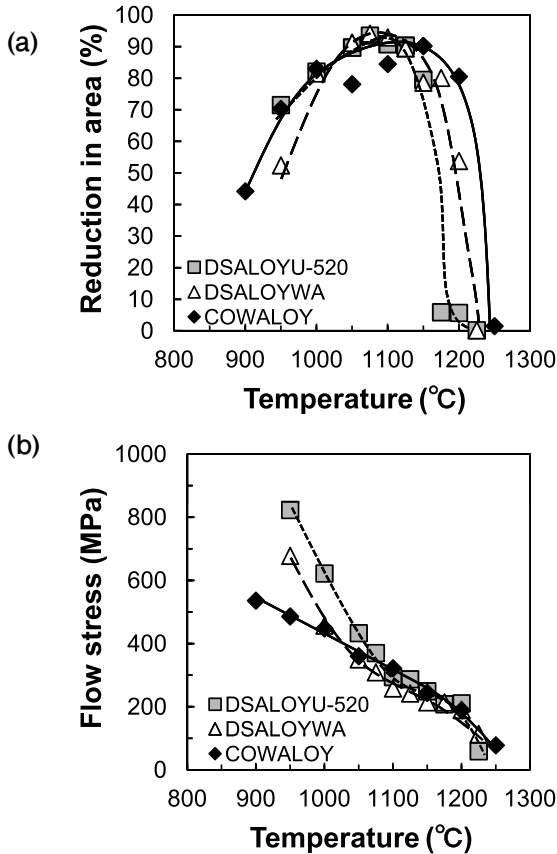 (a)
Reduction in area (%)
100
90
80
70
60
50
40
30
20
10
0
DSALOYU-520
DSALOYWA
COWALOY
800 900 1000 1100 1200 1300
Temperature (℃)
(b)
Flow stress (MPa)
1000
800
600
400
200
0
DSALOYU-520
DSALOYWA
COWALOY
800 900 1000 1100 1200 1300
Temperature (℃)